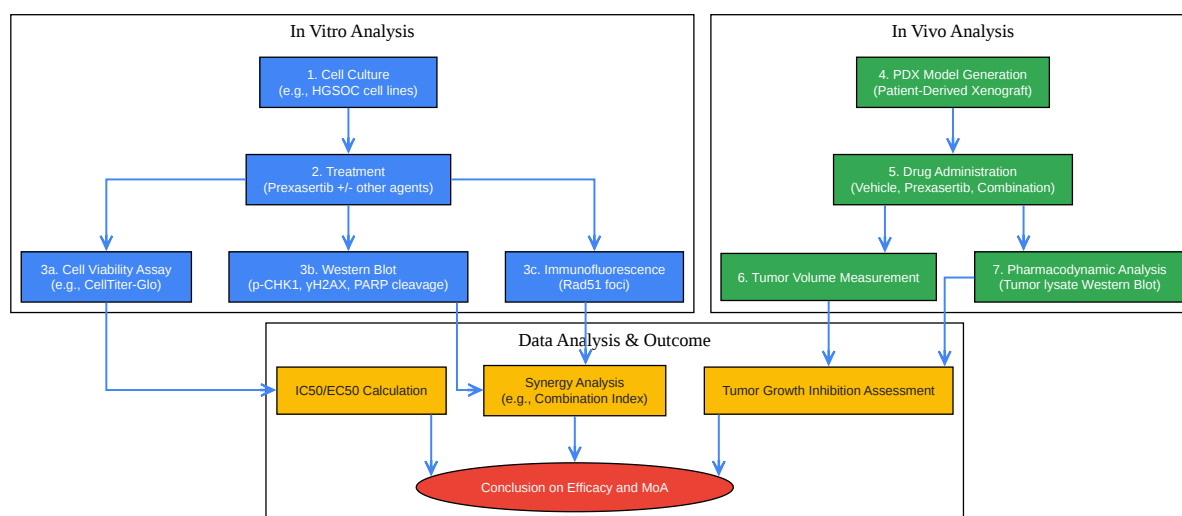 In Vitro Analysis
1. Cell Culture
(e.g., HGSOC cell lines)
2. Treatment
(Prexasertib +/- other agents)
3a. Cell Viability Assay
(e.g., CellTiter-Glo)
3b. Western Blot
(p-CHK1, γH2AX, PARP cleavage)
3c. Immunofluorescence
(Rad51 foci)
In Vivo Analysis
4. PDX Model Generation
(Patient-Derived Xenograft)
5. Drug Administration
(Vehicle, Prexasertib, Combination)
6. Tumor Volume Measurement
7. Pharmacodynamic Analysis
(Tumor lysate Western Blot)
Data Analysis & Outcome
IC50/EC50 Calculation
Synergy Analysis
(e.g., Combination Index)
Tumor Growth Inhibition Assessment
Conclusion on Efficacy and MoA